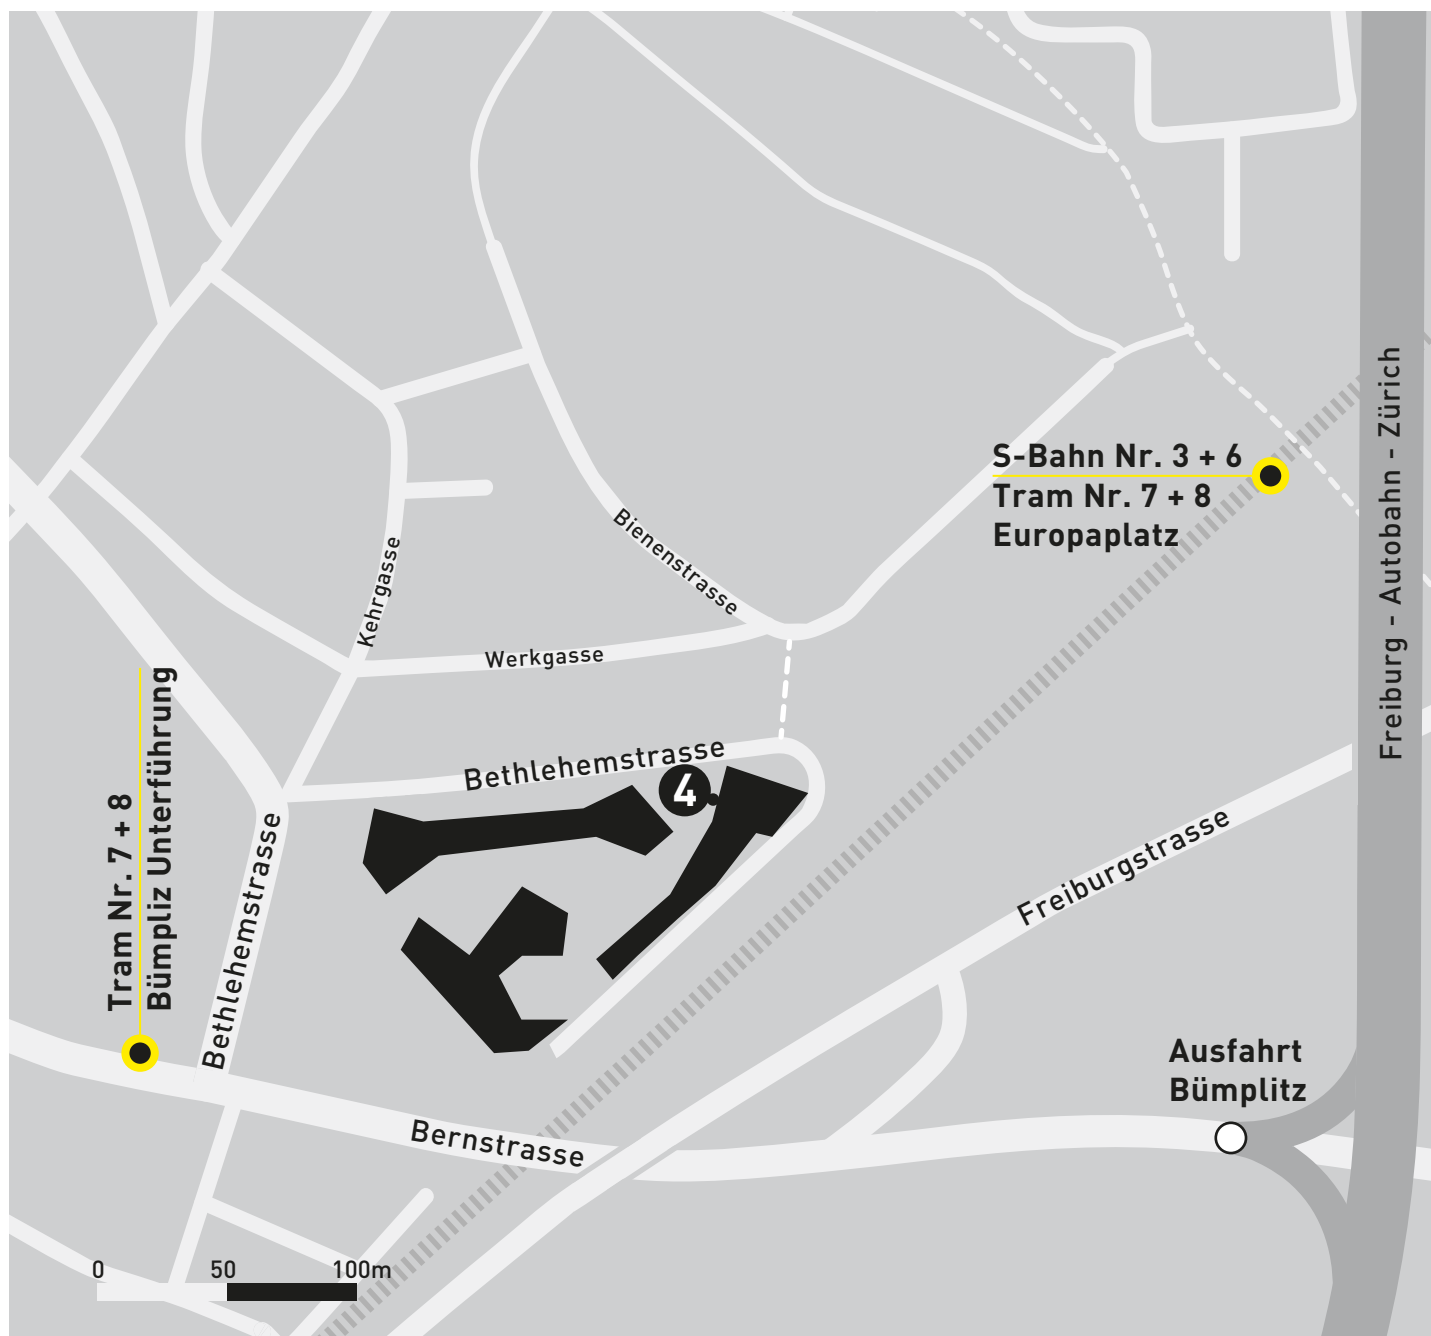 S-Bahn Nr. 3 + 6
Tram Nr. 7 + 8
Europaplatz
Freiburg - Autobahn - Zürich
Bienenstrasse
Kehrgasse
Werkgasse
Tram Nr. 7 + 8
Bümpliz Unterführung
Bethlehemstrasse
4
Bethlehemstrasse
Freiburgstrasse
Ausfahrt
Bümplitz
Bernstrasse
0 50 100m